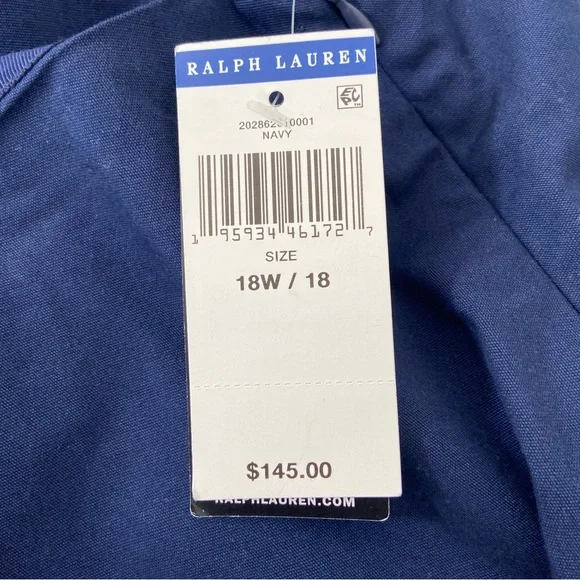 RALPH LAUREN
NAVY
1 95934 46172 7
SIZE
18W / 18
$145.00
RALPHLAUREN.COM